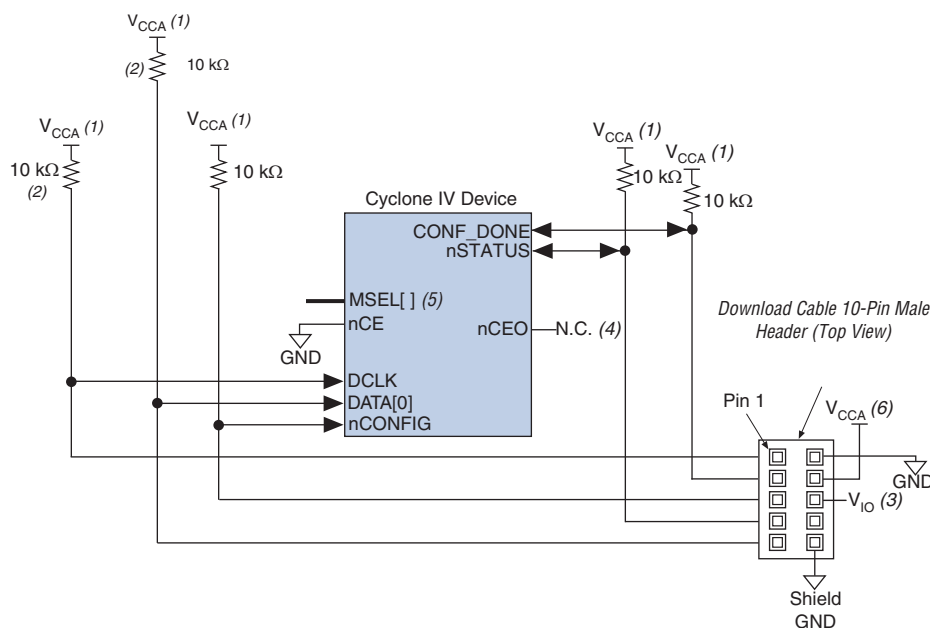 VCCA (1)
(2)
10 kΩ
VCCA (1)
10 kΩ
(2)
VCCA (1)
10 kΩ
VCCA (1)
10 kΩ
VCCA (1)
10 kΩ
Cyclone IV Device
CONF_DONE
nSTATUS
MSEL[ ] (5)
nCE
GND
nCEO
N.C. (4)
DCLK
DATA[0]
nCONFIG
Download Cable 10-Pin Male
Header (Top View)
Pin 1
VCCA (6)
GND
VIO (3)
Shield
GND